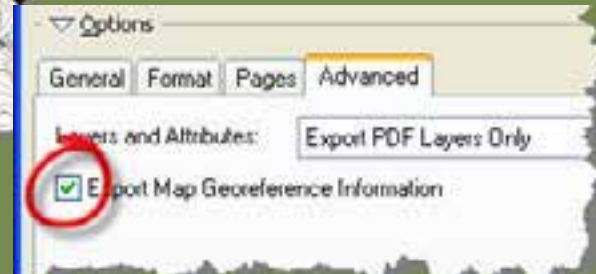 Options
General Format Pages Advanced
Layers and Attributes: Export PDF Layers Only
Export Map Georeference Information